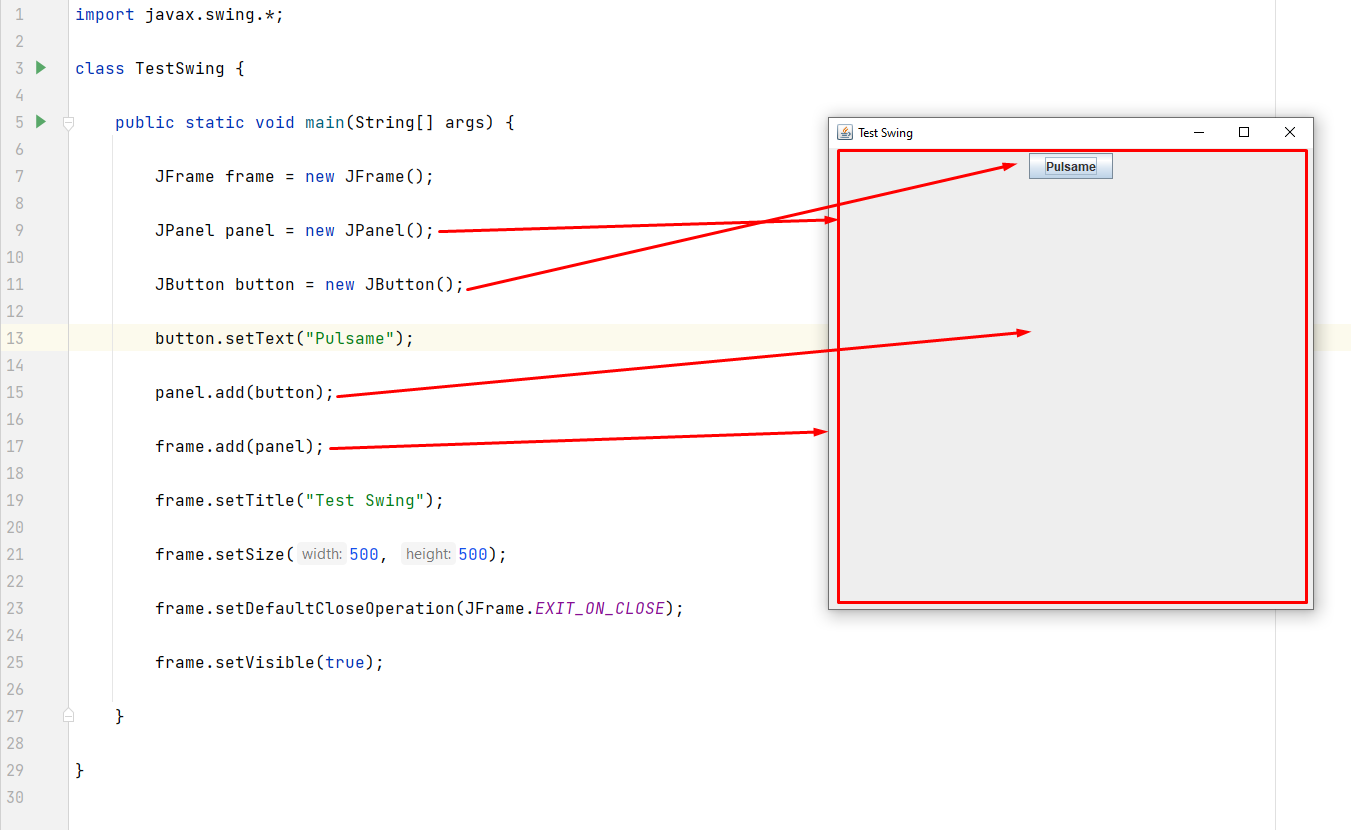 1 import javax.swing.*;
2
3 class TestSwing {
4
5 public static void main(String[] args) {
6
7 JFrame frame = new JFrame();
8
9 JPanel panel = new JPanel();
10
11 JButton button = new JButton();
12
13 button.setText("Pulsame");
14
15 panel.add(button);
16
17 frame.add(panel);
18
19 frame.setTitle("Test Swing");
20
21 frame.setSize( width: 500, height: 500);
22
23 frame.setDefaultCloseOperation(JFrame.EXIT_ON_CLOSE);
24
25 frame.setVisible(true);
26
27 }
28
29 }
30
Test Swing
Pulsame